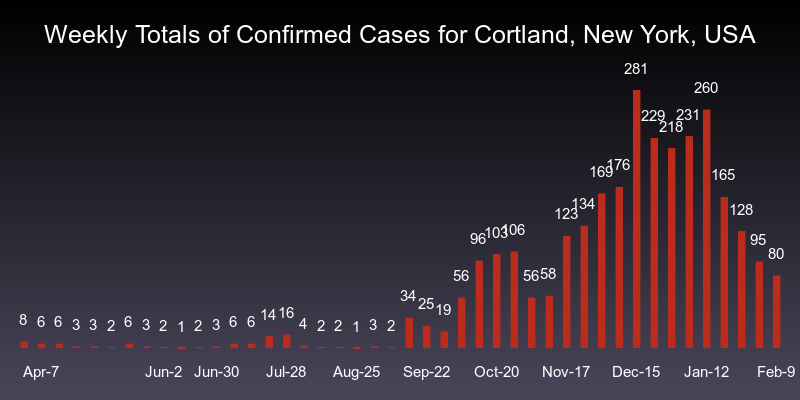 Weekly Totals of Confirmed Cases for Cortland, New York, USA
281
260
229 231
218
169 176 165
123 134 128
96 103 106 95
56 56 58 80
34 25 19
8 6 6 3 3 2 6 3 2 1 2 3 6 6 14 16 4 2 2 1 3 2
Apr-7 Jun-2 Jun-30 Jul-28 Aug-25 Sep-22 Oct-20 Nov-17 Dec-15 Jan-12 Feb-9